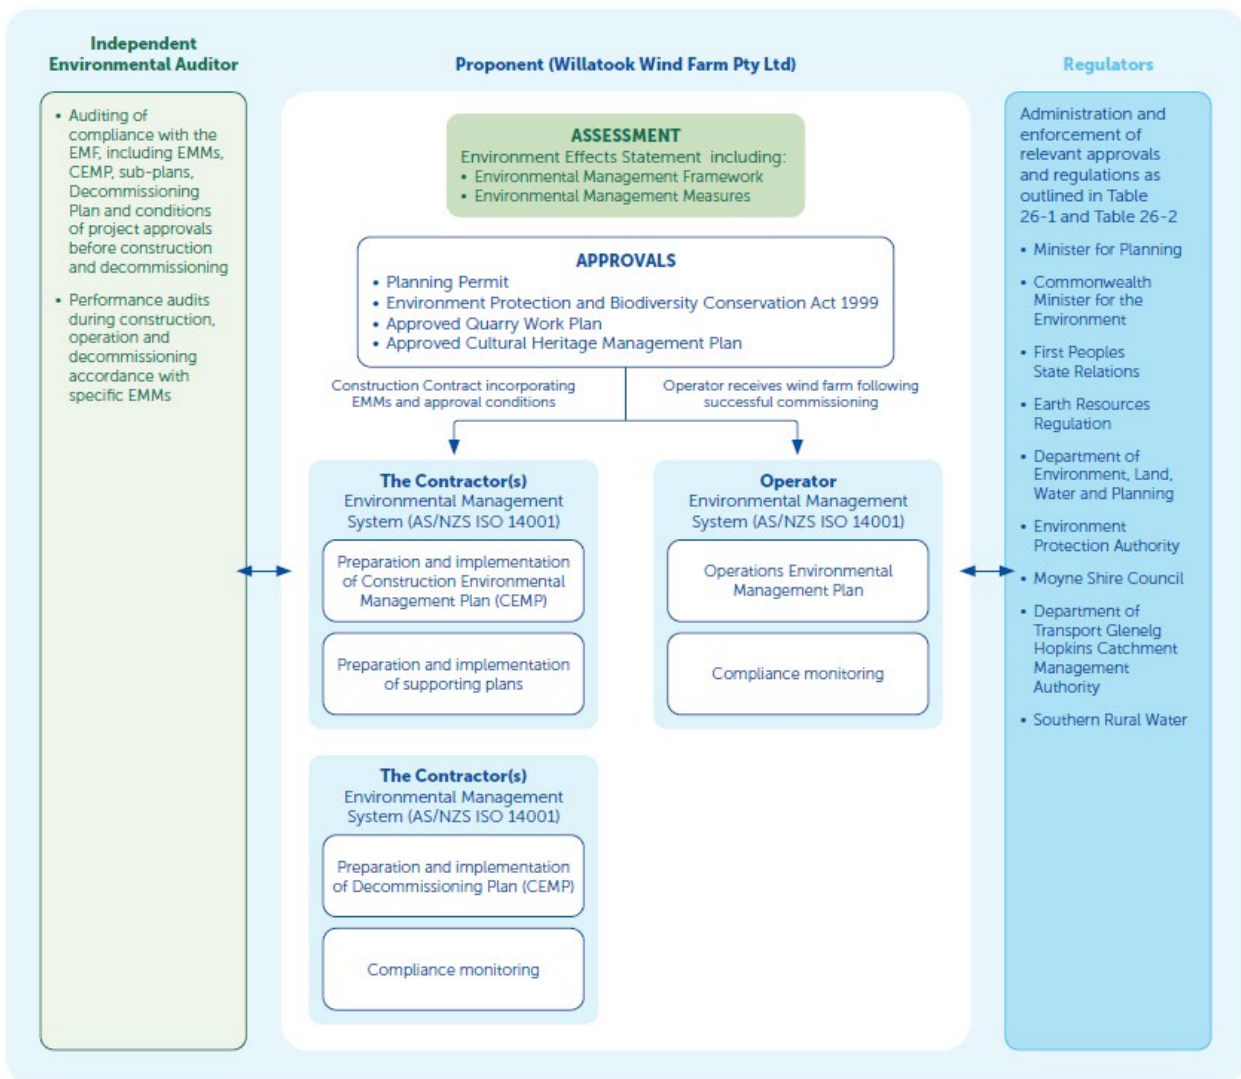 Independent
Environmental Auditor
• Auditing of
compliance with the
EMF, including EMMs,
CEMP, sub-plans,
Decommissioning
Plan and conditions
of project approvals
before construction
and decommissioning
• Performance audits
during construction,
operation and
decommissioning
accordance with
specific EMMs
Proponent (Willatook Wind Farm Pty Ltd)
ASSESSMENT
Environment Effects Statement including:
• Environmental Management Framework
• Environmental Management Measures
APPROVALS
• Planning Permit
• Environment Protection and Biodiversity Conservation Act 1999
• Approved Quarry Work Plan
• Approved Cultural Heritage Management Plan
Construction Contract incorporating
EMMs and approval conditions
Operator receives wind farm following
successful commissioning
The Contractor(s)
Environmental Management
System (AS/NZS ISO 14001)
Preparation and implementation
of Construction Environmental
Management Plan (CEMP)
Preparation and implementation
of supporting plans
Operator
Environmental Management
System (AS/NZS ISO 14001)
Operations Environmental
Management Plan
Compliance monitoring
The Contractor(s)
Environmental Management
System (AS/NZS ISO 14001)
Preparation and implementation
of Decommissioning Plan (CEMP)
Compliance monitoring
Regulators
Administration and
enforcement of
relevant approvals
and regulations as
outlined in Table
26-1 and Table 26-2
• Minister for Planning
• Commonwealth
Minister for the
Environment
• First Peoples
State Relations
• Earth Resources
Regulation
• Department of
Environment, Land,
Water and Planning
• Environment
Protection Authority
• Moyne Shire Council
• Department of
Transport Glenelg
Hopkins Catchment
Management
Authority
• Southern Rural Water